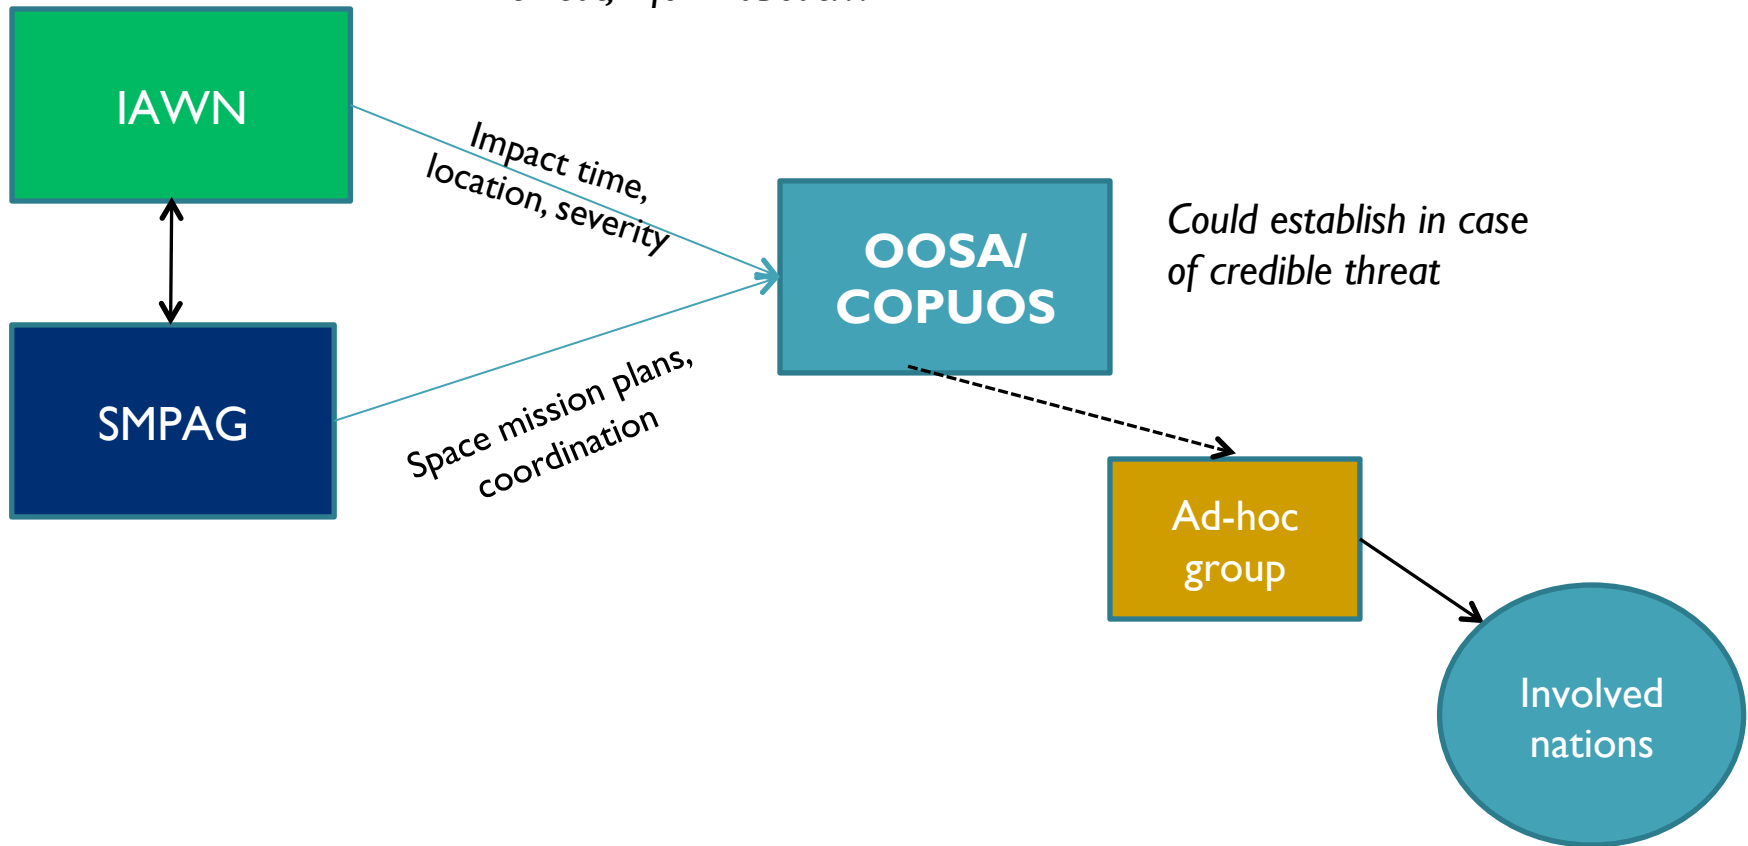 IAWN
Impact time,
location, severity
OOSA/
COPUOS
Could establish in case
of credible threat
SMPAG
Space mission plans,
coordination
Ad-hoc
group
Involved
nations